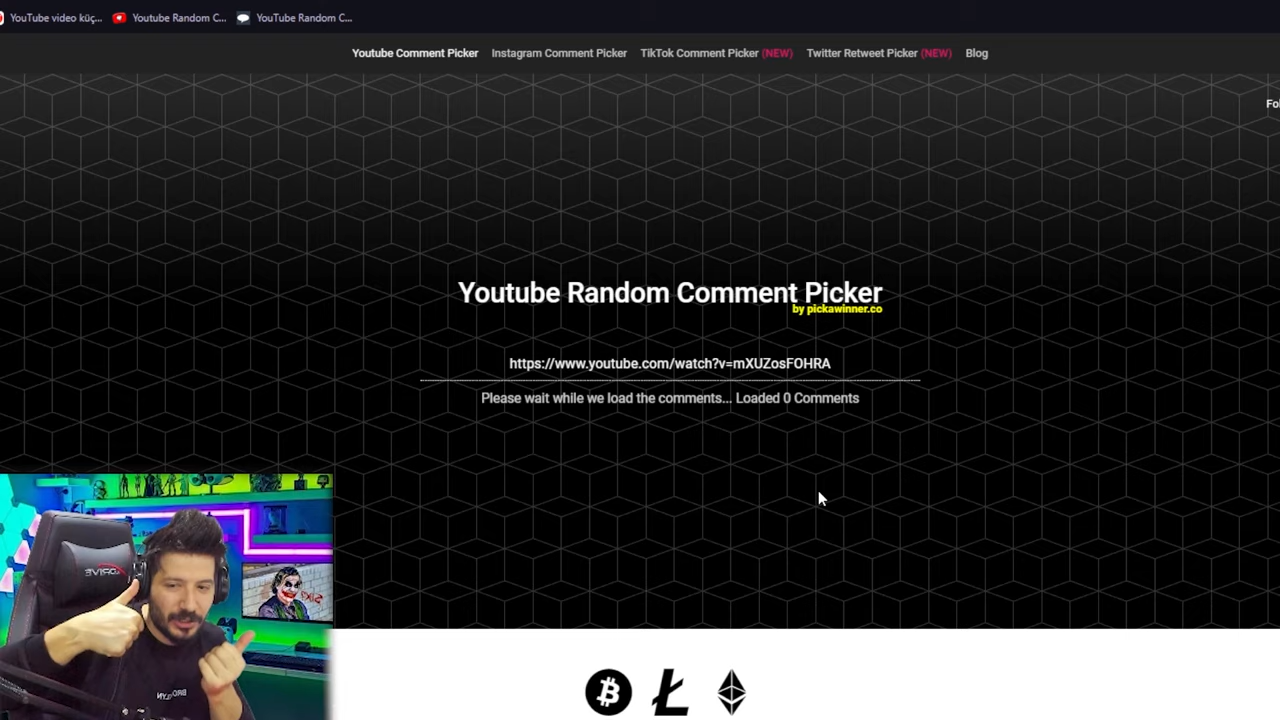 YouTube video küç...
Youtube Random C...
YouTube Random C...
Youtube Comment Picker
Instagram Comment Picker
TikTok Comment Picker (NEW)
Twitter Retweet Picker (NEW)
Blog
Fol
Youtube Random Comment Picker
by pickawinner.co
https://www.youtube.com/watch?v=mXUZosFOHRA
Please wait while we load the comments... Loaded 0 Comments